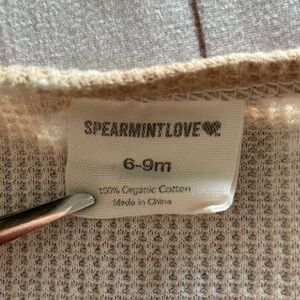 SPEARMINTLOVE
6-9m
100% Organic Cotton
Made in China